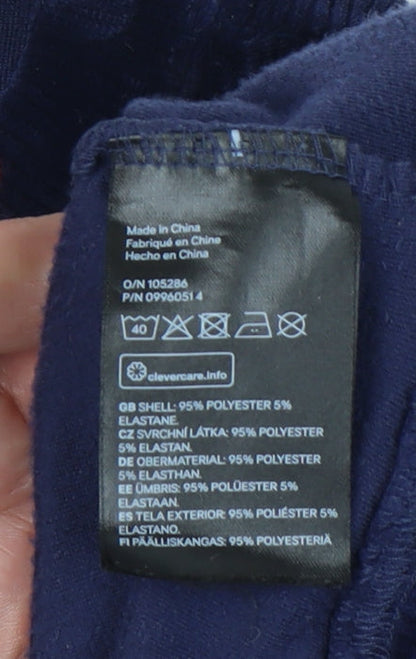 Made in China
Fabriqué en Chine
Hecho en China
O/N 105286
P/N 09960514
40
clevercare.info
GB SHELL: 95% POLYESTER 5%
ELASTANE.
CZ SVRCHNÍ LÁTKA: 95% POLYESTER
5% ELASTAN.
DE OBERMATERIAL: 95% POLYESTER
5% ELASTHAN.
EE ÜMBRIS: 95% POLÜESTER 5%
ELASTAAN.
ES TELA EXTERIOR: 95% POLIÉSTER 5%
ELASTANO.
FI PÄÄLLISKANGAS: 95% POLYESTERIÄ